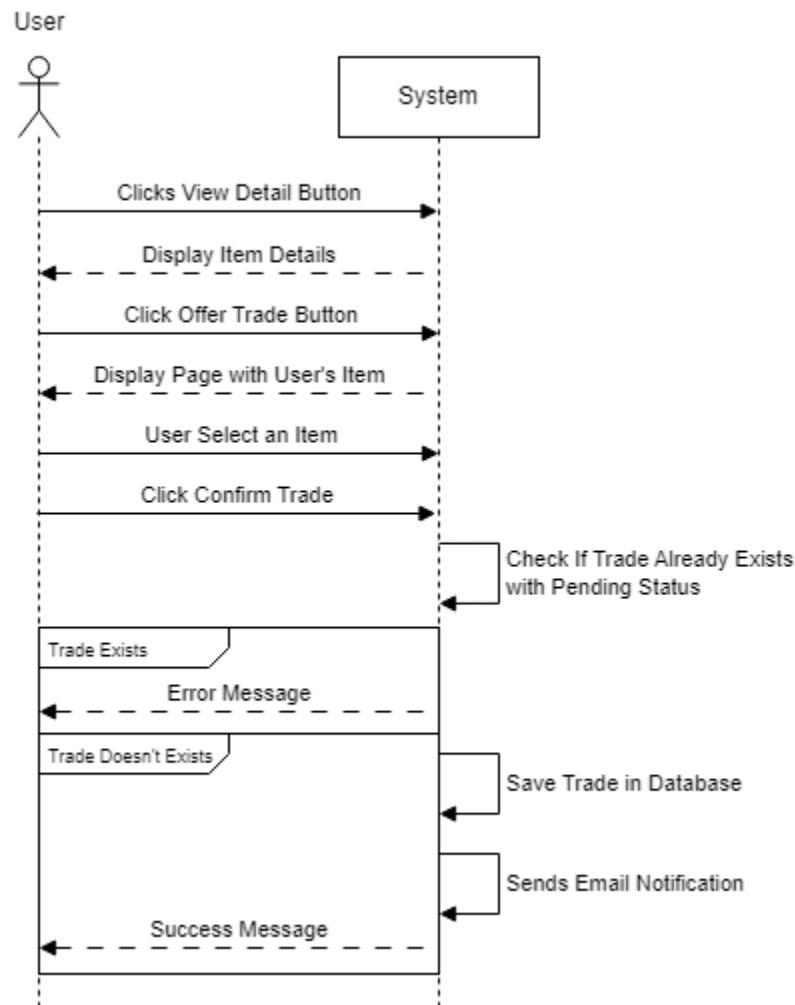 User
System
Clicks View Detail Button
Display Item Details
Click Offer Trade Button
Display Page with User's Item
User Select an Item
Click Confirm Trade
Check If Trade Already Exists
with Pending Status
Trade Exists
Error Message
Trade Doesn't Exists
Save Trade in Database
Sends Email Notification
Success Message